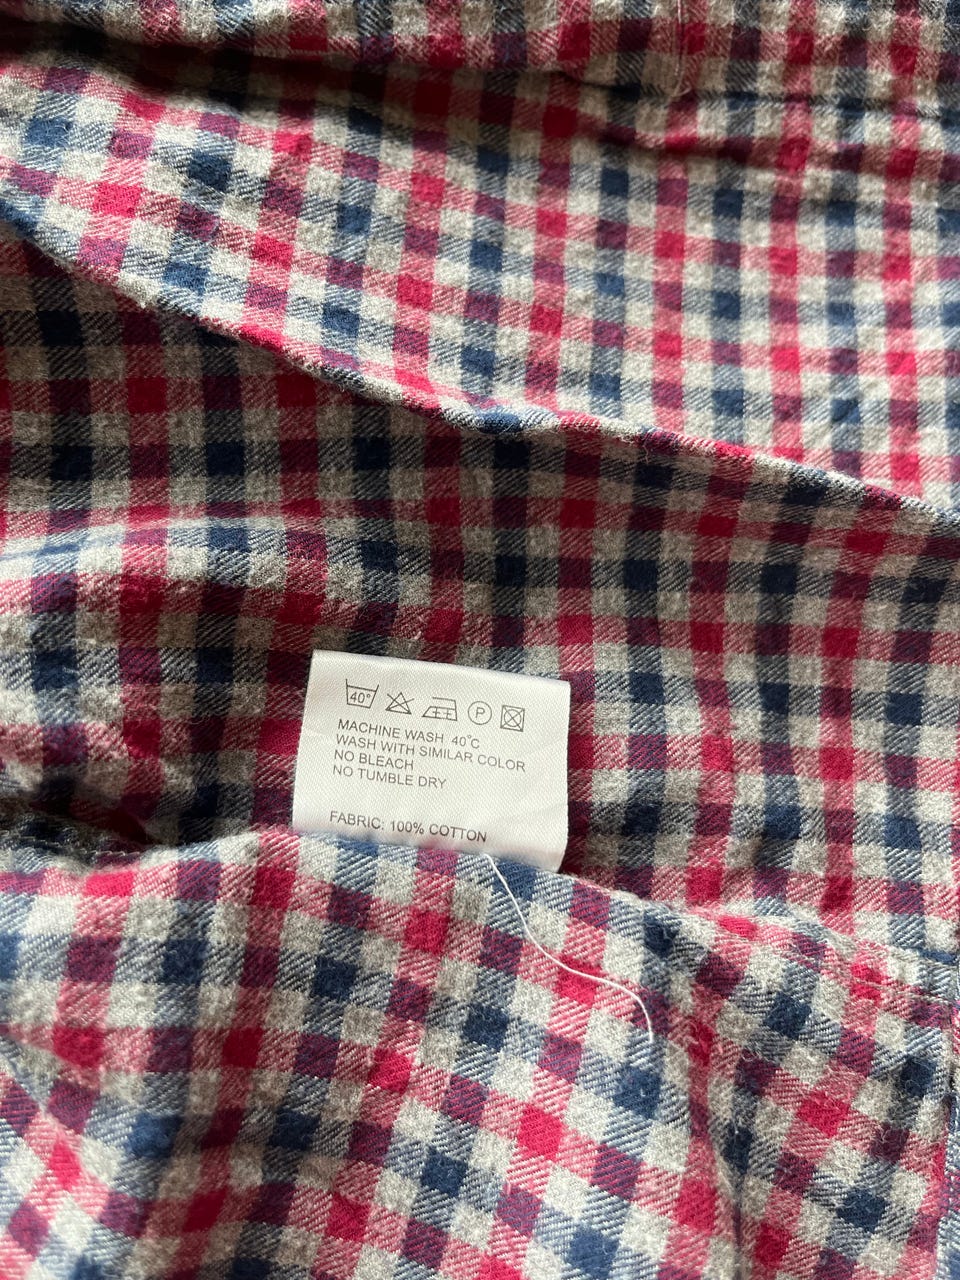 40° P
MACHINE WASH 40°C
WASH WITH SIMILAR COLOR
NO BLEACH
NO TUMBLE DRY
FABRIC: 100% COTTON